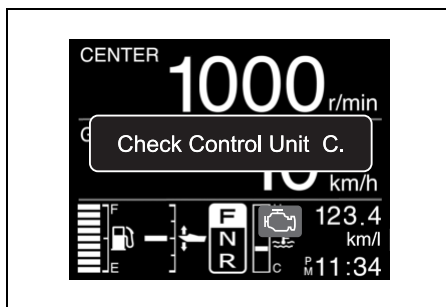 CENTER
1000 r/min
G
Check Control Unit C.
10 km/h
F
E
F
N
R
C
123.4
km/l
PM 11:34